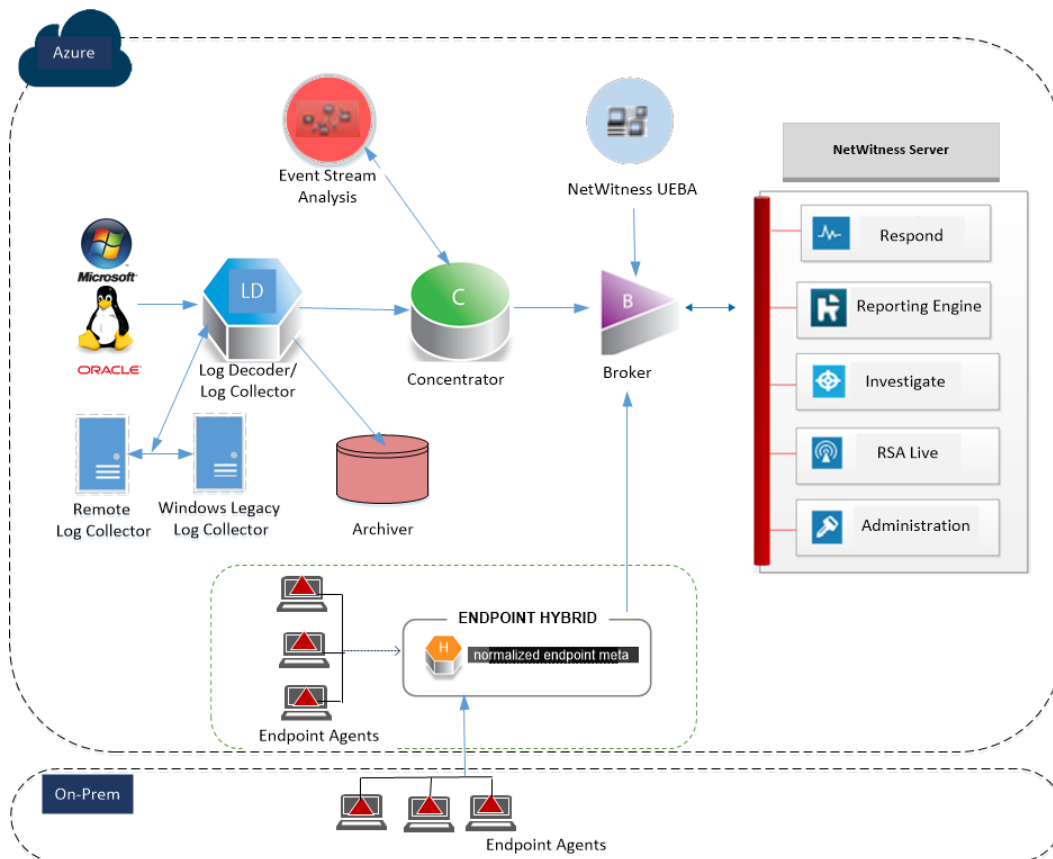 Azure
Event Stream
Analysis
NetWitness UEBA
NetWitness Server
Microsoft
ORACLE
LD
Log Decoder/
Log Collector
C
Concentrator
B
Broker
Respond
Reporting Engine
Investigate
RSA Live
Administration
Remote
Log Collector
Windows Legacy
Log Collector
Archiver
ENDPOINT HYBRID
H
normalized endpoint meta
Endpoint Agents
On-Prem
Endpoint Agents